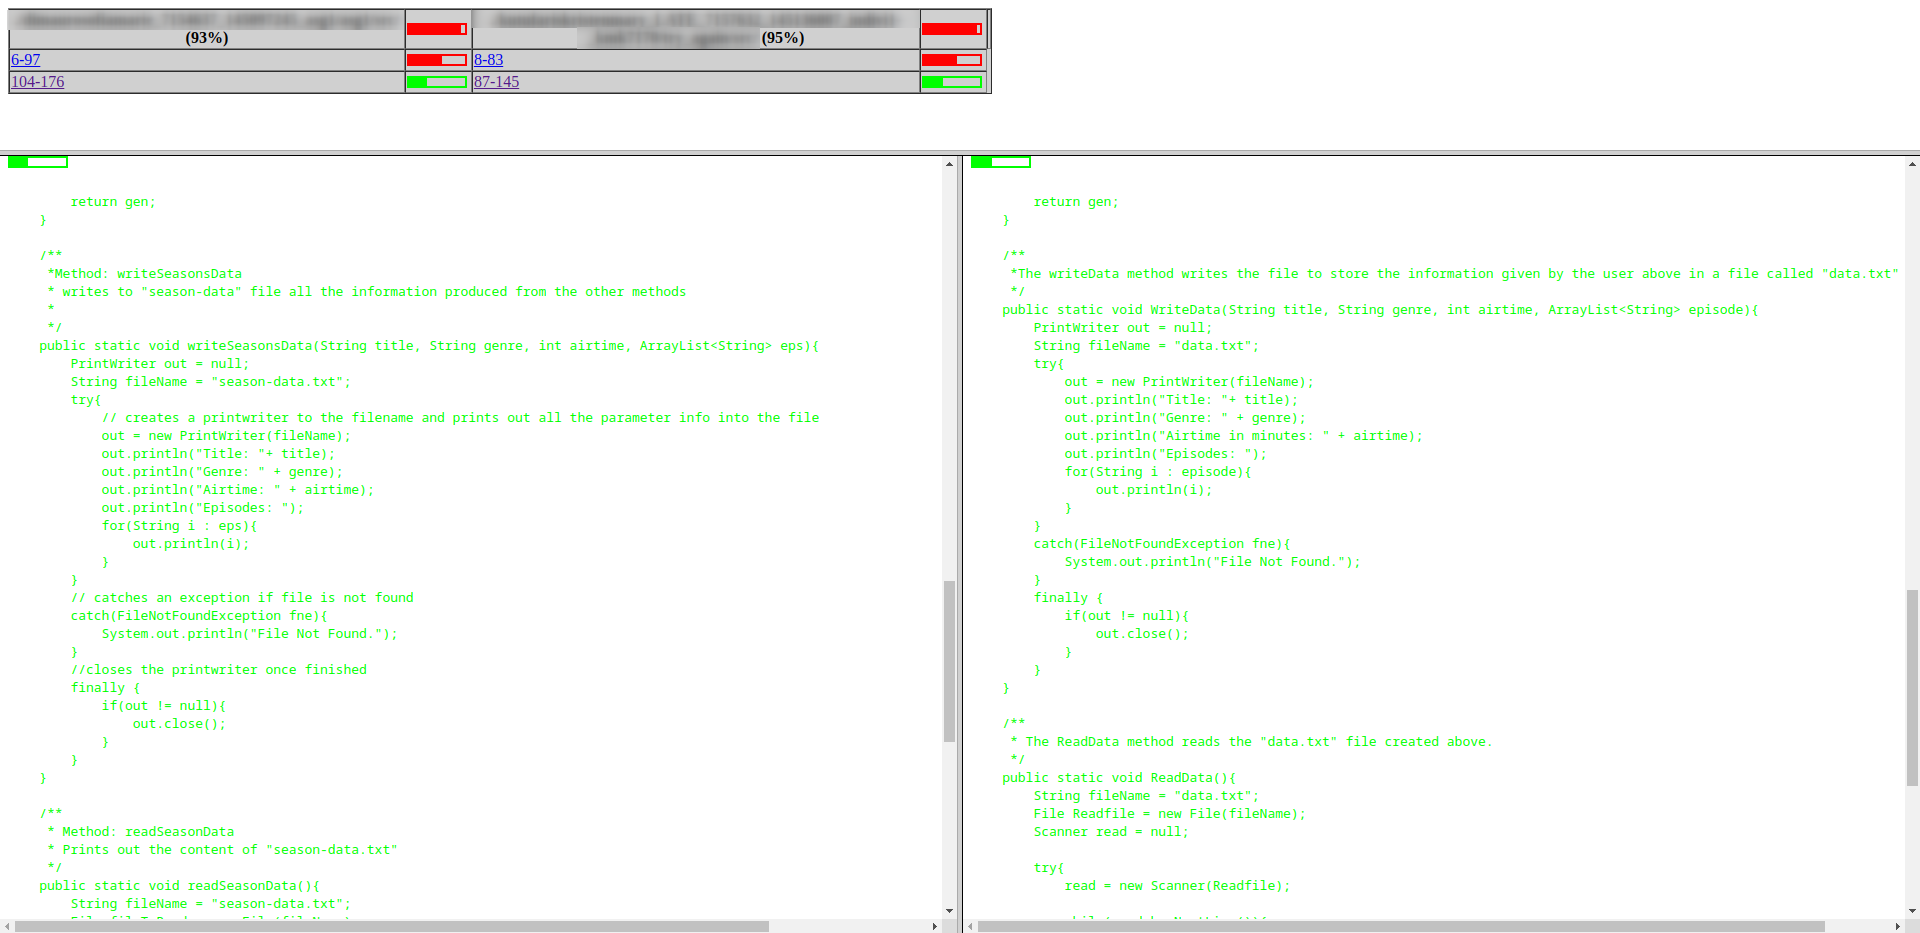 (93%)
(95%)
6-97
8-83
104-176
87-145
        return gen;
    }

    /**
     *Method: writeSeasonsData
     * writes to "season-data" file all the information produced from the other methods
     *
     */
    public static void writeSeasonsData(String title, String genre, int airtime, ArrayList<String> eps){
        PrintWriter out = null;
        String fileName = "season-data.txt";
        try{
            // creates a printwriter to the filename and prints out all the parameter info into the file
            out = new PrintWriter(fileName);
            out.println("Title: "+ title);
            out.println("Genre: " + genre);
            out.println("Airtime: " + airtime);
            out.println("Episodes: ");
            for(String i : eps){
                out.println(i);
            }
        }
        // catches an exception if file is not found
        catch(FileNotFoundException fne){
            System.out.println("File Not Found.");
        }
        //closes the printwriter once finished
        finally {
            if(out != null){
                out.close();
            }
        }
    }

    /**
     * Method: readSeasonData
     * Prints out the content of "season-data.txt"
     */
    public static void readSeasonData(){
        String fileName = "season-data.txt";
        return gen;
    }

    /**
     *The writeData method writes the file to store the information given by the user above in a file called "data.txt"
     */
    public static void WriteData(String title, String genre, int airtime, ArrayList<String> episode){
        PrintWriter out = null;
        String fileName = "data.txt";
        try{
            out = new PrintWriter(fileName);
            out.println("Title: "+ title);
            out.println("Genre: " + genre);
            out.println("Airtime in minutes: " + airtime);
            out.println("Episodes: ");
            for(String i : episode){
                out.println(i);
            }
        }
        catch(FileNotFoundException fne){
            System.out.println("File Not Found.");
        }
        finally {
            if(out != null){
                out.close();
            }
        }
    }

    /**
     * The ReadData method reads the "data.txt" file created above.
     */
    public static void ReadData(){
        String fileName = "data.txt";
        File Readfile = new File(fileName);
        Scanner read = null;

        try{
            read = new Scanner(Readfile);